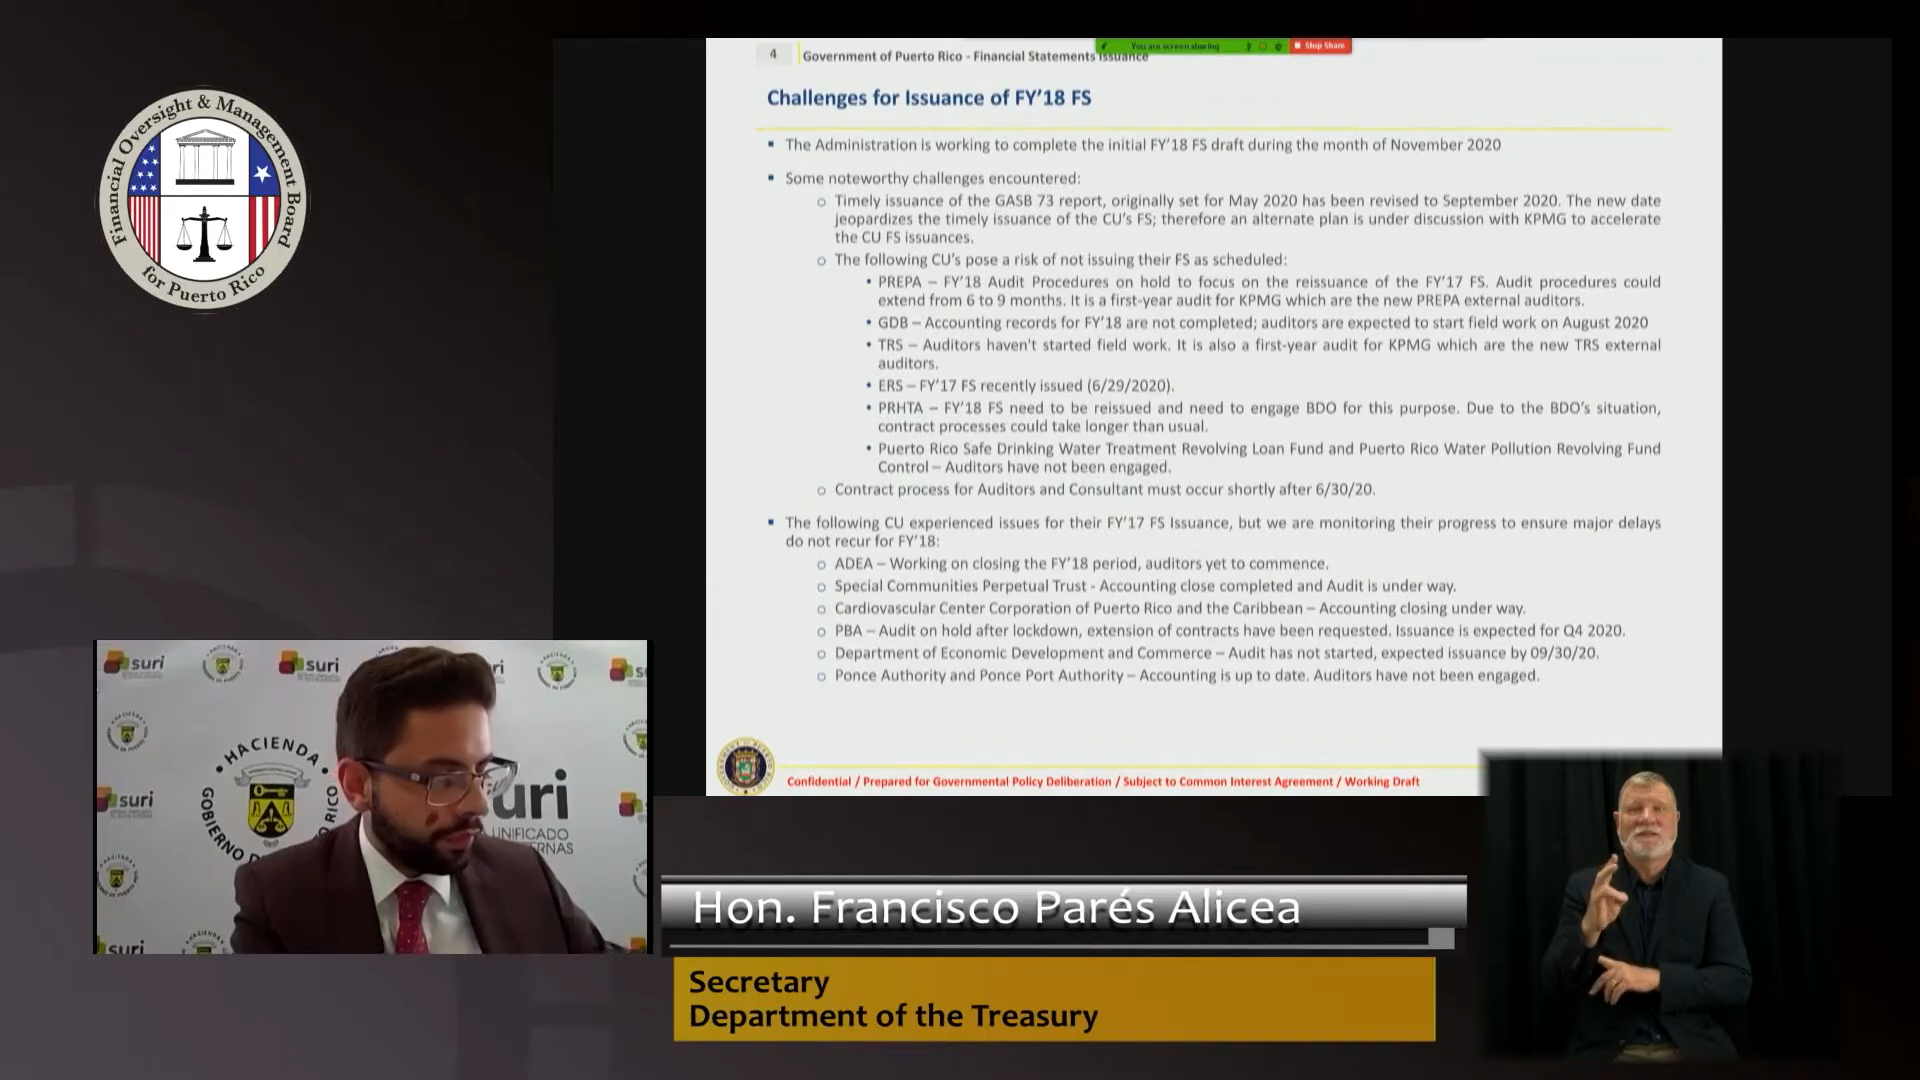 Financial Oversight & Management Board
for Puerto Rico
4
Government of Puerto Rico - Financial Statements Issuance
You are screen sharing
Stop Share
Challenges for Issuance of FY'18 FS
▪ The Administration is working to complete the initial FY'18 FS draft during the month of November 2020
▪ Some noteworthy challenges encountered:
o Timely issuance of the GASB 73 report, originally set for May 2020 has been revised to September 2020. The new date
jeopardizes the timely issuance of the CU's FS; therefore an alternate plan is under discussion with KPMG to accelerate
the CU FS issuances.
o The following CU's pose a risk of not issuing their FS as scheduled:
• PREPA – FY'18 Audit Procedures on hold to focus on the reissuance of the FY'17 FS. Audit procedures could
extend from 6 to 9 months. It is a first-year audit for KPMG which are the new PREPA external auditors.
• GDB – Accounting records for FY'18 are not completed; auditors are expected to start field work on August 2020
• TRS – Auditors haven't started field work. It is also a first-year audit for KPMG which are the new TRS external
auditors.
• ERS – FY'17 FS recently issued (6/29/2020).
• PRHTA – FY'18 FS need to be reissued and need to engage BDO for this purpose. Due to the BDO's situation,
contract processes could take longer than usual.
• Puerto Rico Safe Drinking Water Treatment Revolving Loan Fund and Puerto Rico Water Pollution Revolving Fund
Control – Auditors have not been engaged.
o Contract process for Auditors and Consultant must occur shortly after 6/30/20.
▪ The following CU experienced issues for their FY'17 FS Issuance, but we are monitoring their progress to ensure major delays
do not recur for FY'18:
o ADEA – Working on closing the FY'18 period, auditors yet to commence.
o Special Communities Perpetual Trust - Accounting close completed and Audit is under way.
o Cardiovascular Center Corporation of Puerto Rico and the Caribbean – Accounting closing under way.
o PBA – Audit on hold after lockdown, extension of contracts have been requested. Issuance is expected for Q4 2020.
o Department of Economic Development and Commerce – Audit has not started, expected issuance by 09/30/20.
o Ponce Authority and Ponce Port Authority – Accounting is up to date. Auditors have not been engaged.
Confidential / Prepared for Governmental Policy Deliberation / Subject to Common Interest Agreement / Working Draft
suri
suri
HACIENDA
GOBIERNO
RICO
suri
uri
UNIFICADO
suri
Hon. Francisco Parés Alicea
Secretary
Department of the Treasury